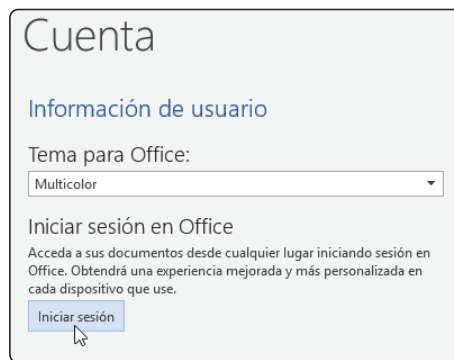 Cuenta
Información de usuario
Tema para Office:
Multicolor
Iniciar sesión en Office
Acceda a sus documentos desde cualquier lugar iniciando sesión en
Office. Obtendrá una experiencia mejorada y más personalizada en
cada dispositivo que use.
Iniciar sesión